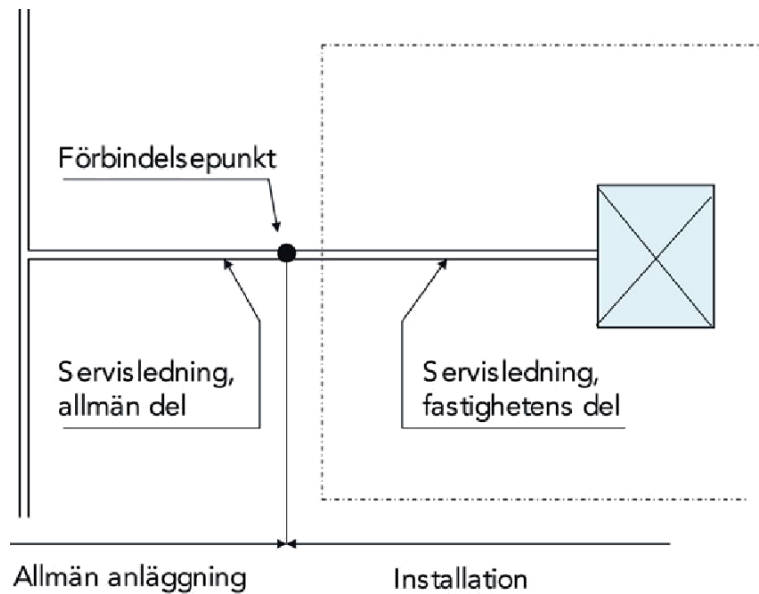 Förbindelsepunkt
Servisledning,
allmän del
Servisledning,
fastighetens del
Allmän anläggning
Installation